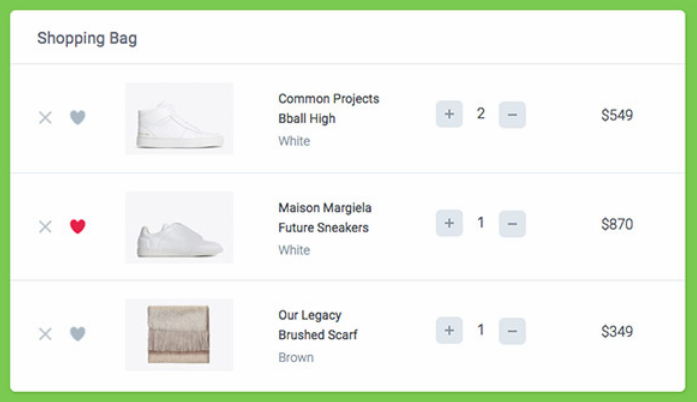 Shopping Bag
Common Projects
Bball High
White
+ 2 −
$549
Maison Margiela
Future Sneakers
White
+ 1 −
$870
Our Legacy
Brushed Scarf
Brown
+ 1 −
$349